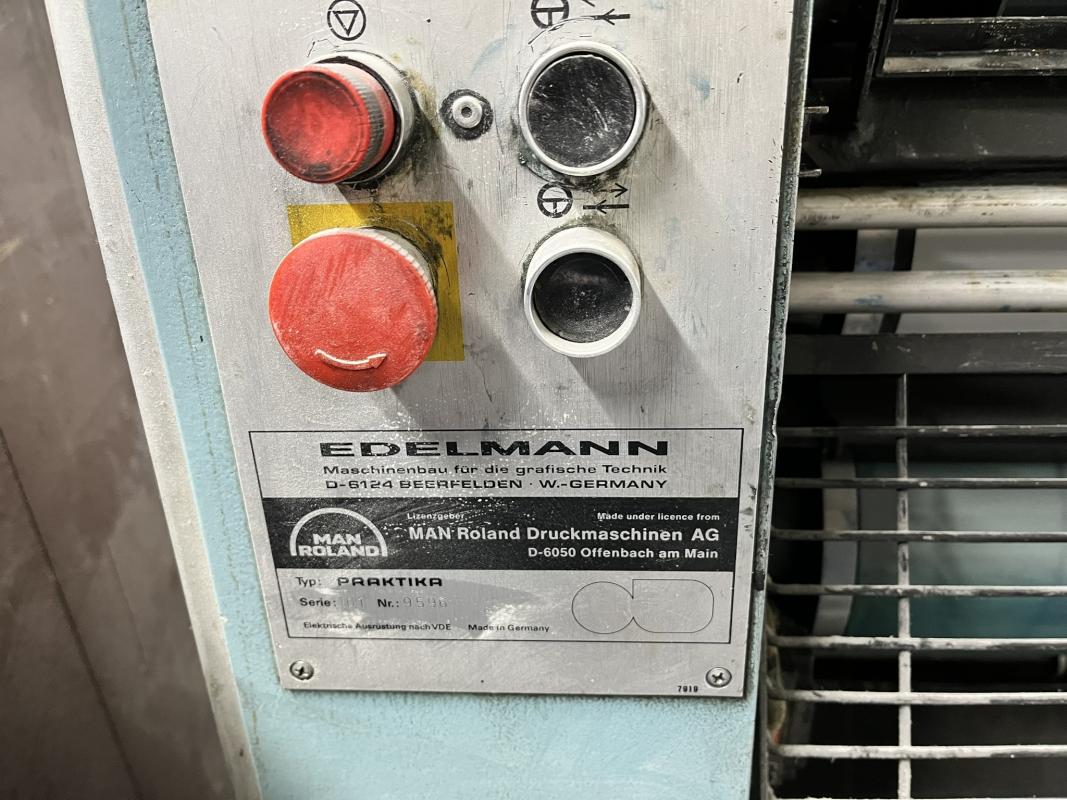 EDELMANN
Maschinenbau für die grafische Technik
D-6124 BEERFELDEN · W.-GERMANY
Lizenzgeber Made under licence from
MAN ROLAND
MAN Roland Druckmaschinen AG
D-6050 Offenbach am Main
Typ: PRAKTIKA
Serie: Nr.: 9596
Elektrische Ausrüstung nach VDE Made in Germany
7919